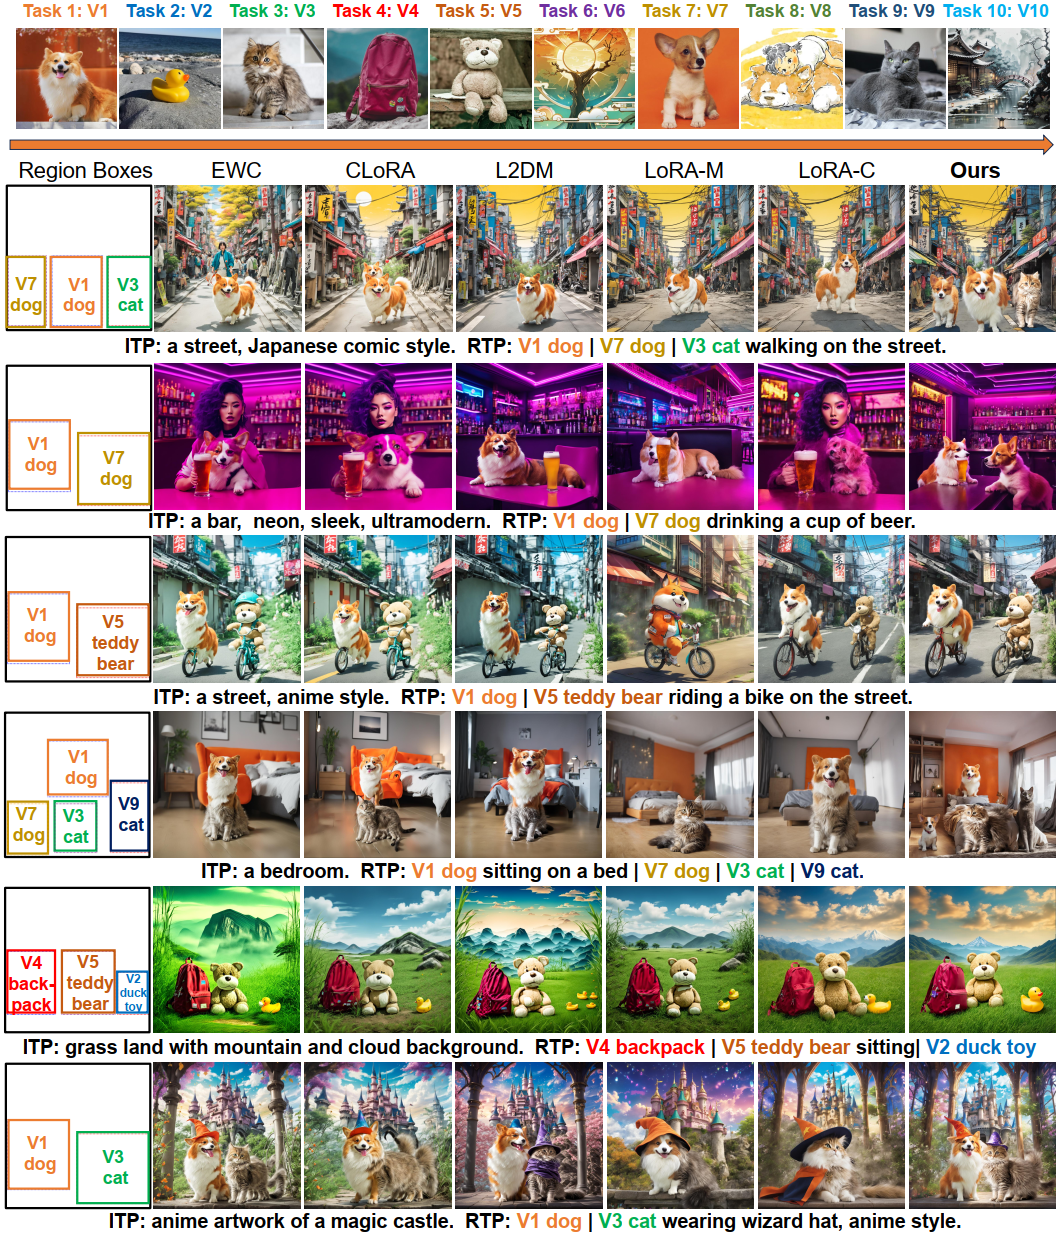 Task 1: V1 Task 2: V2 Task 3: V3 Task 4: V4 Task 5: V5 Task 6: V6 Task 7: V7 Task 8: V8 Task 9: V9 Task 10: V10
Region Boxes EWC CLoRA L2DM LoRA-M LoRA-C Ours
V7 dog
V1 dog
V3 cat
ITP: a street, Japanese comic style. RTP: V1 dog | V7 dog | V3 cat walking on the street.
V1 dog
V7 dog
ITP: a bar, neon, sleek, ultramodern. RTP: V1 dog | V7 dog drinking a cup of beer.
V1 dog
V5 teddy bear
ITP: a street, anime style. RTP: V1 dog | V5 teddy bear riding a bike on the street.
V1 dog
V7 dog
V3 cat
V9 cat
ITP: a bedroom. RTP: V1 dog sitting on a bed | V7 dog | V3 cat | V9 cat.
V4 back-pack
V5 teddy bear
V2 duck toy
ITP: grass land with mountain and cloud background. RTP: V4 backpack | V5 teddy bear sitting| V2 duck toy
V1 dog
V3 cat
ITP: anime artwork of a magic castle. RTP: V1 dog | V3 cat wearing wizard hat, anime style.